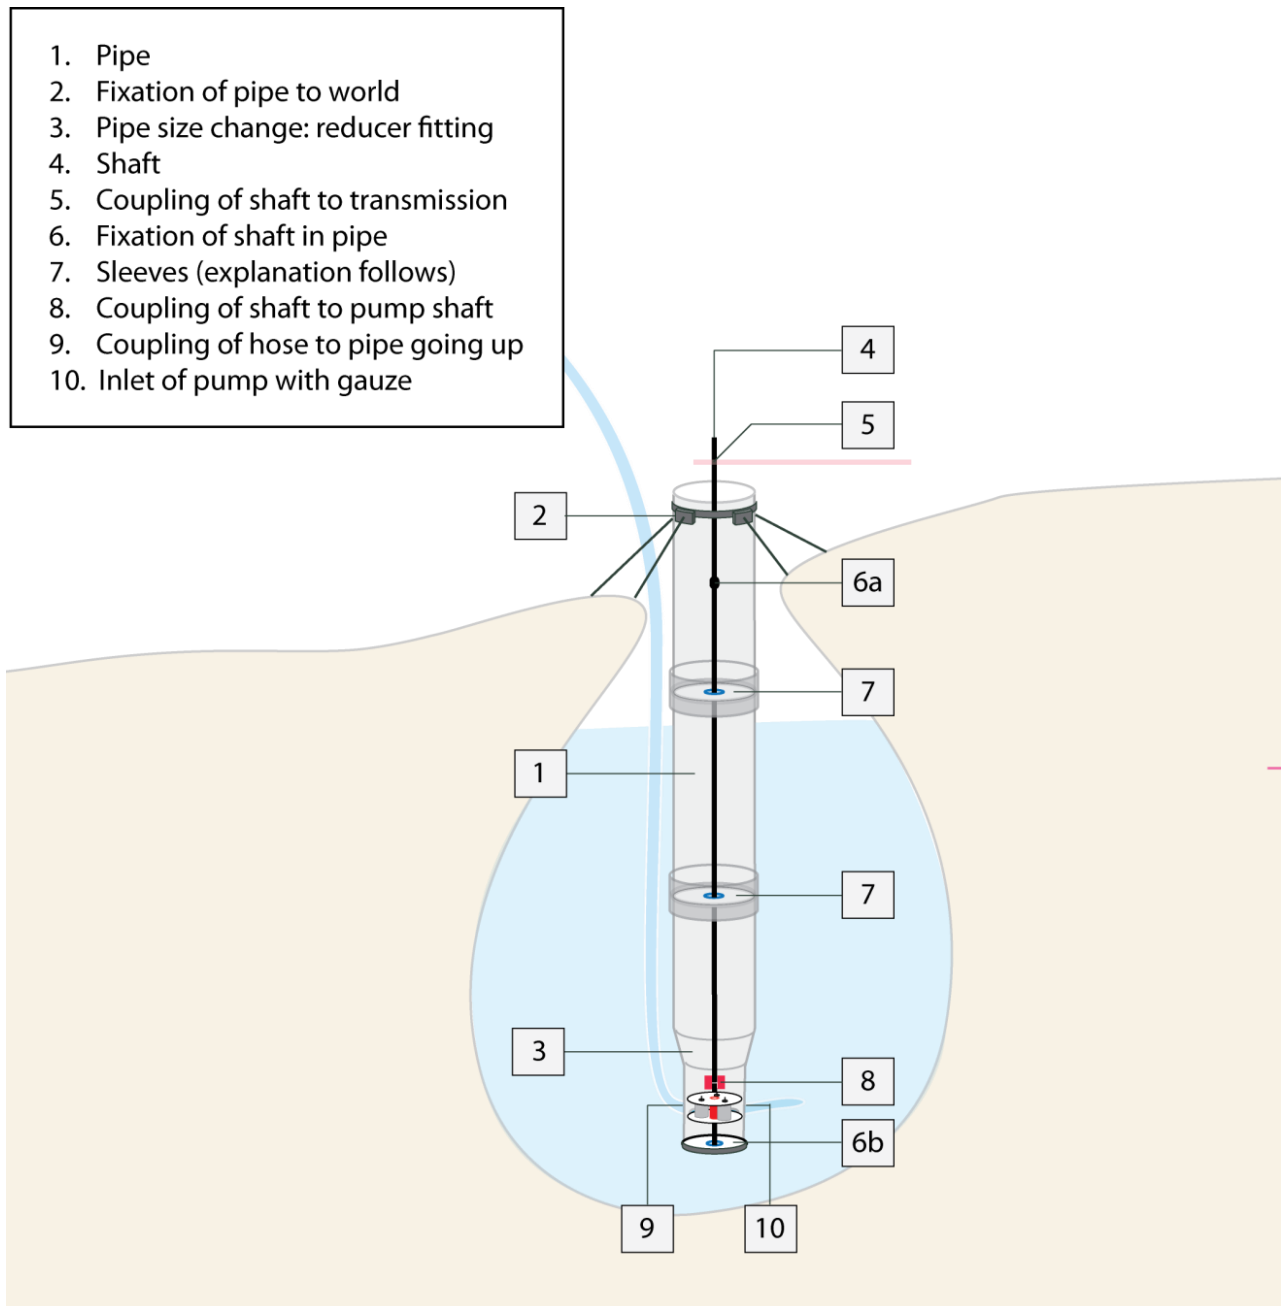 1. Pipe
2. Fixation of pipe to world
3. Pipe size change: reducer fitting
4. Shaft
5. Coupling of shaft to transmission
6. Fixation of shaft in pipe
7. Sleeves (explanation follows)
8. Coupling of shaft to pump shaft
9. Coupling of hose to pipe going up
10. Inlet of pump with gauze
4
5
2
6a
7
1
7
3
8
6b
9
10